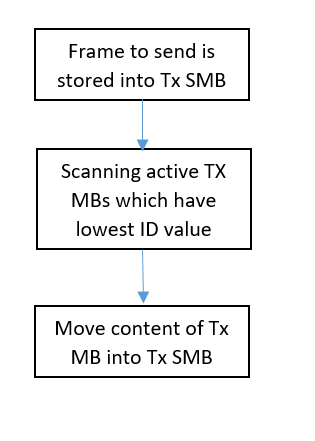 Frame to send is
stored into Tx SMB
Scanning active TX
MBs which have
lowest ID value
Move content of Tx
MB into Tx SMB